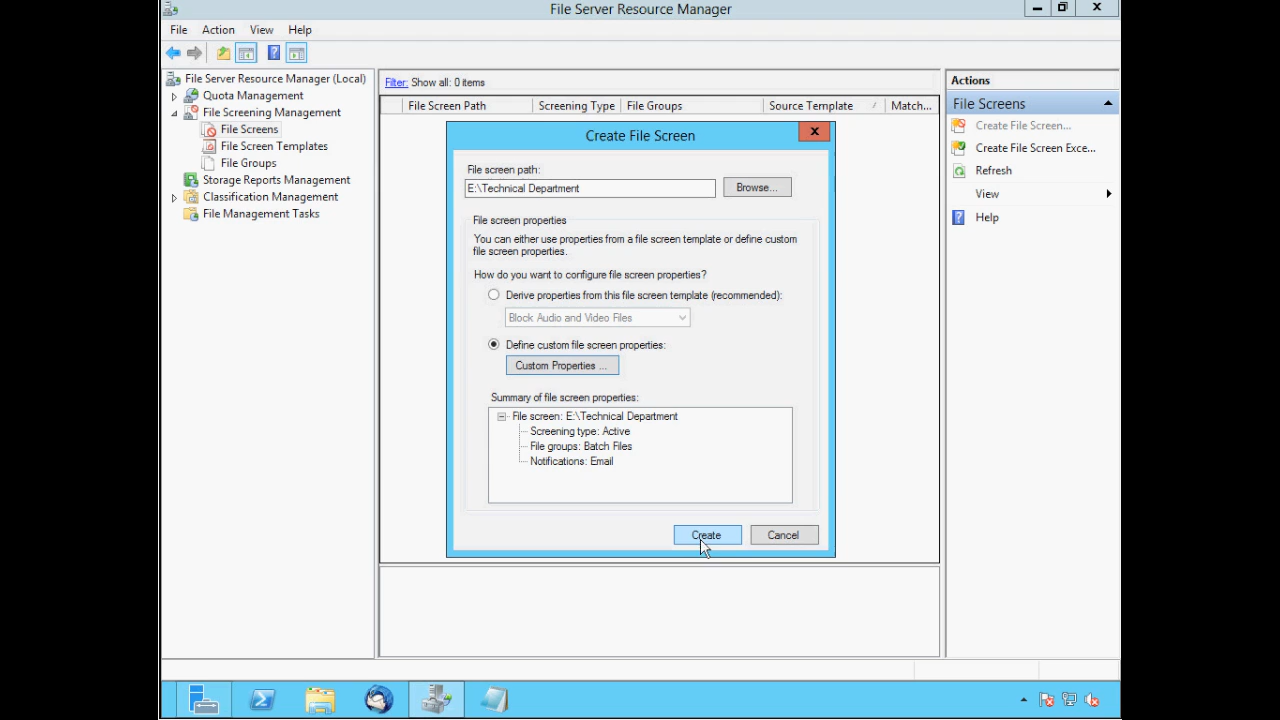 File Server Resource Manager
File Action View Help
File Server Resource Manager (Local)
Quota Management
File Screening Management
File Screens
File Screen Templates
File Groups
Storage Reports Management
Classification Management
File Management Tasks
Filter: Show all: 0 items
File Screen Path Screening Type File Groups Source Template Match...
Create File Screen
File screen path:
E:\Technical Department Browse...
File screen properties
You can either use properties from a file screen template or define custom
file screen properties.
How do you want to configure file screen properties?
Derive properties from this file screen template (recommended):
Block Audio and Video Files
Define custom file screen properties:
Custom Properties ...
Summary of file screen properties:
File screen: E:\Technical Department
Screening type: Active
File groups: Batch Files
Notifications: Email
Create Cancel
Actions
File Screens
Create File Screen...
Create File Screen Exce...
Refresh
View
Help